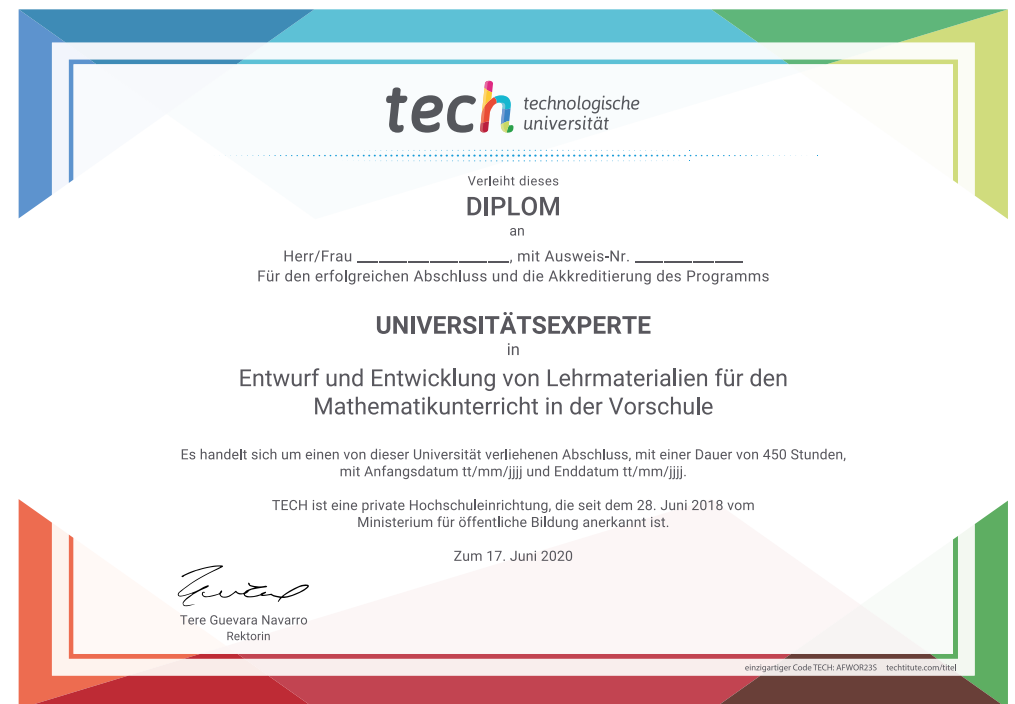 tech technologische
universität
Verleiht dieses
DIPLOM
an
Herr/Frau ________________, mit Ausweis-Nr. ____________
Für den erfolgreichen Abschluss und die Akkreditierung des Programms
UNIVERSITÄTSEXPERTE
in
Entwurf und Entwicklung von Lehrmaterialien für den
Mathematikunterricht in der Vorschule
Es handelt sich um einen von dieser Universität verliehenen Abschluss, mit einer Dauer von 450 Stunden,
mit Anfangsdatum tt/mm/jjjj und Enddatum tt/mm/jjjj.
TECH ist eine private Hochschuleinrichtung, die seit dem 28. Juni 2018 vom
Ministerium für öffentliche Bildung anerkannt ist.
Zum 17. Juni 2020
Tere Guevara Navarro
Rektorin
einzigartiger Code TECH: AFWOR23S techtitute.com/titel